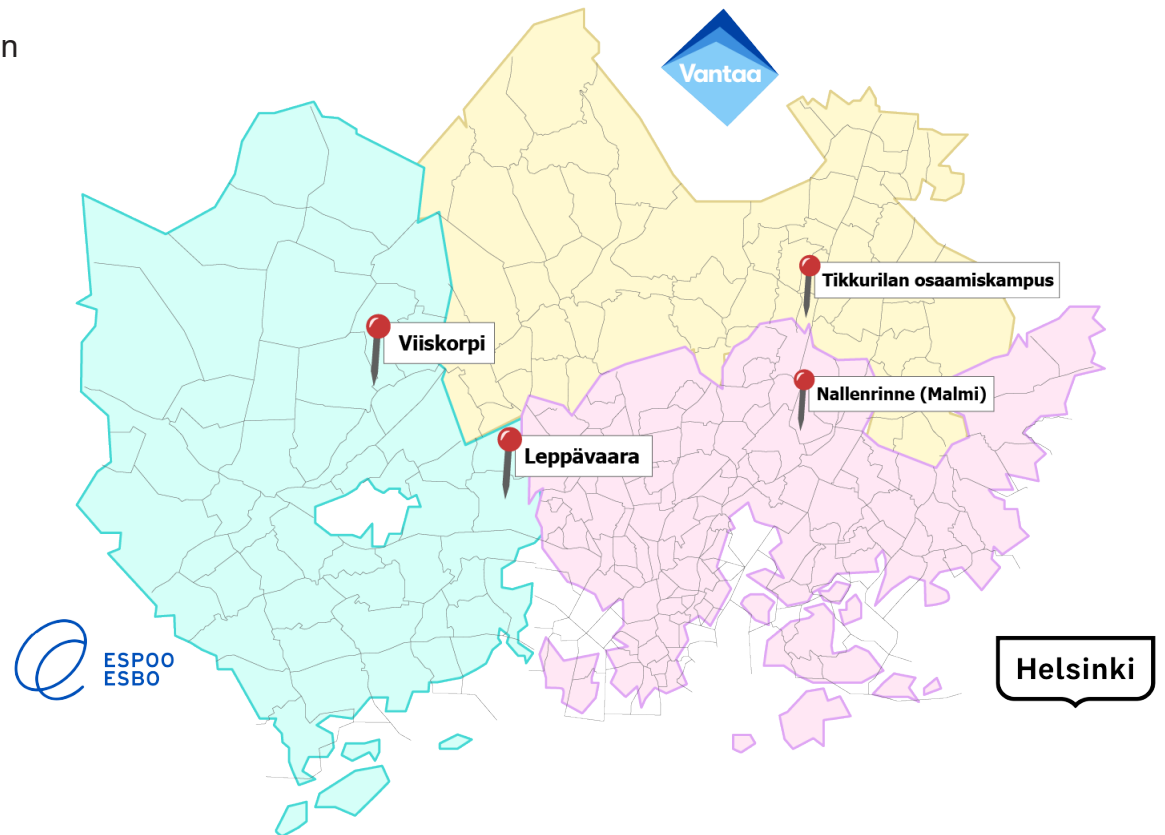 n
Vantaa
Tikkurilan osaamiskampus
Viiskorpi
Nallenrinne (Malmi)
Leppävaara
ESPOO
ESBO
Helsinki